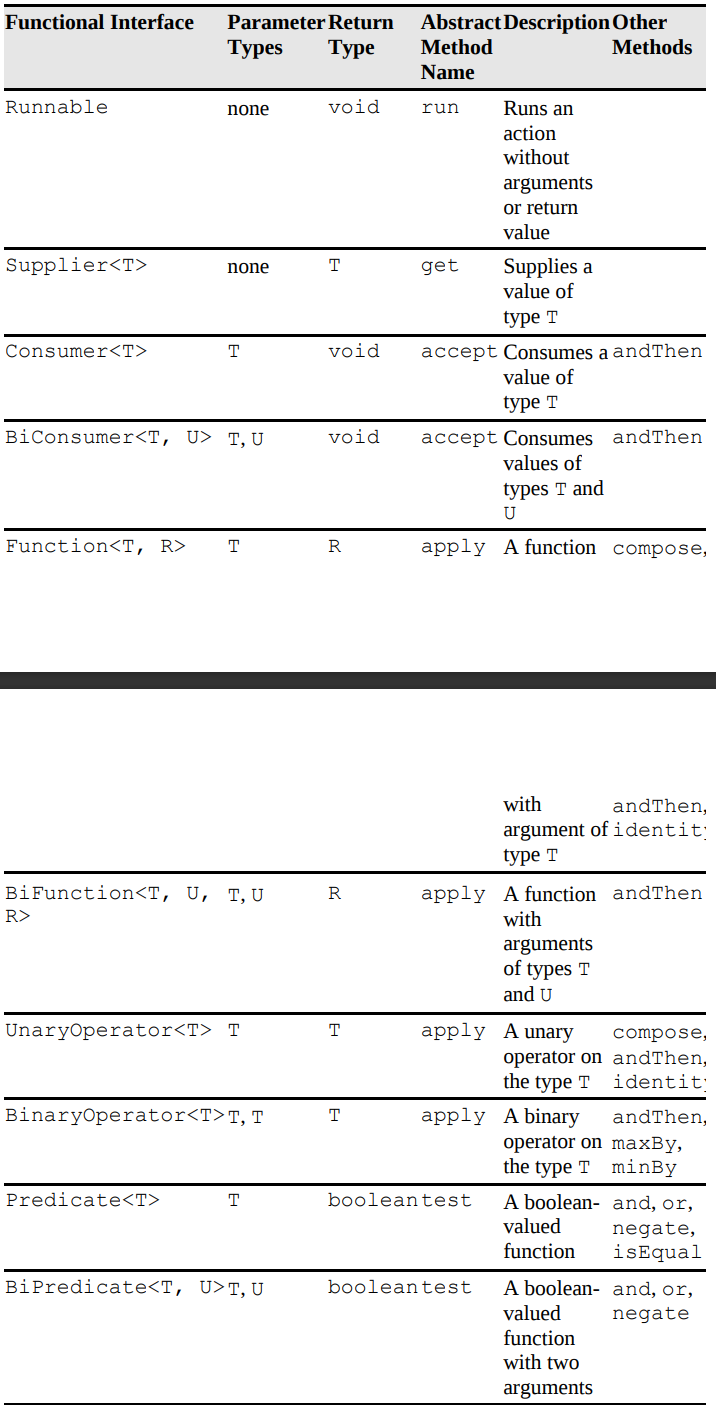 Functional Interface Parameter Types Return Type Abstract Method Name Description Other Methods
Runnable none void run Runs an action without arguments or return value
Supplier<T> none T get Supplies a value of type T
Consumer<T> T void accept Consumes a value of type T andThen
BiConsumer<T, U> T, U void accept Consumes values of types T and U andThen
Function<T, R> T R apply A function compose,
with argument of type T andThen, identity
BiFunction<T, U, R> T, U R apply A function with arguments of types T and U andThen
UnaryOperator<T> T T apply A unary operator on the type T compose, andThen, identity
BinaryOperator<T> T, T T apply A binary operator on the type T andThen, maxBy, minBy
Predicate<T> T boolean test A boolean-valued function and, or, negate, isEqual
BiPredicate<T, U> T, U boolean test A boolean-valued function with two arguments and, or, negate